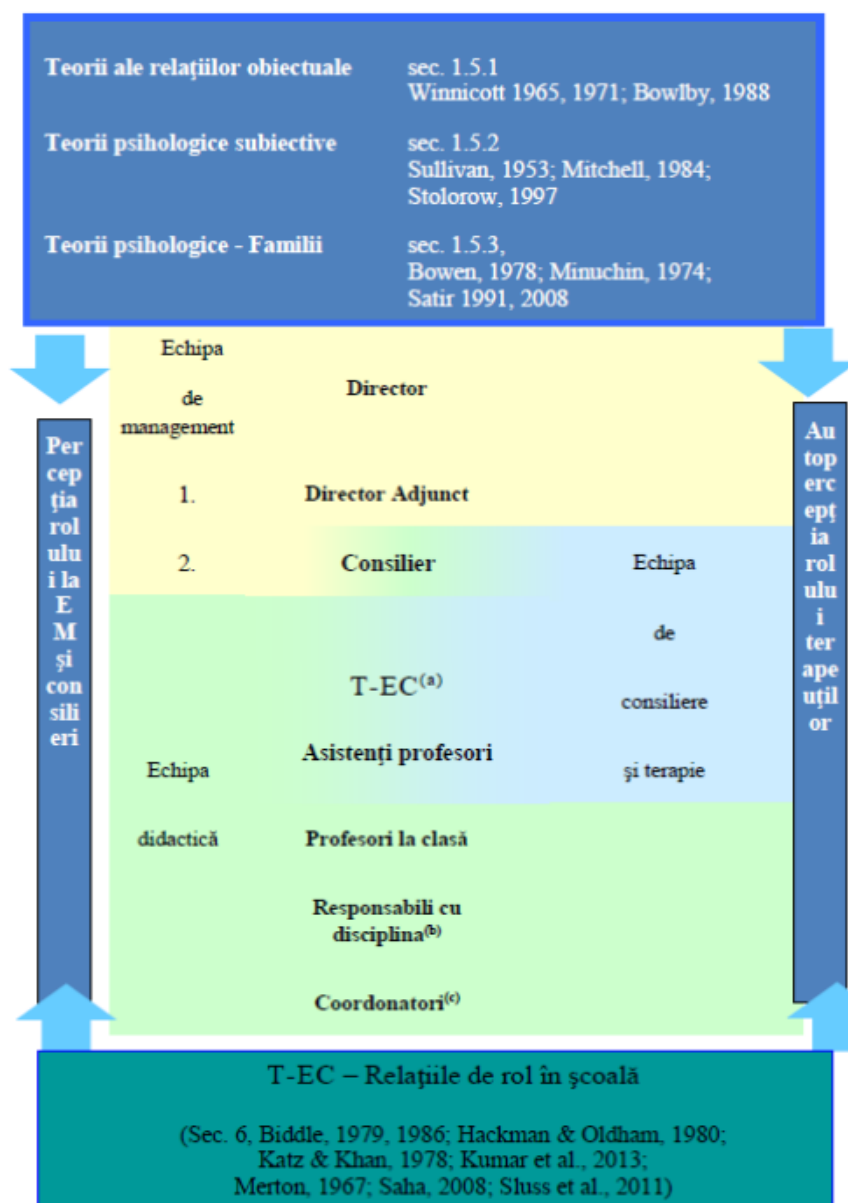 Teorii ale relațiilor obiectuale sec. 1.5.1
Winnicott 1965, 1971; Bowlby, 1988
Teorii psihologice subiective sec. 1.5.2
Sullivan, 1953; Mitchell, 1984;
Stolorow, 1997
Teorii psihologice - Familii sec. 1.5.3,
Bowen, 1978; Minuchin, 1974;
Satir 1991, 2008
Echipa
de
management
Director
1. Director Adjunct
2. Consilier
Per
cep
ția
rol
ulu
i la
E
M
și
con
sili
eri
Echipa
de
consiliere
și terapie
T-EC(a)
Asistenți profesori
Echipa
didactică
Profesori la clasă
Responsabili cu
disciplina(b)
Coordonatori(c)
Au
top
erc
epț
ia
rol
ulu
i
ter
ape
uțil
or
T-EC – Relațiile de rol în școală
(Sec. 6, Biddle, 1979, 1986; Hackman & Oldham, 1980;
Katz & Khan, 1978; Kumar et al., 2013;
Merton, 1967; Saha, 2008; Sluss et al., 2011)